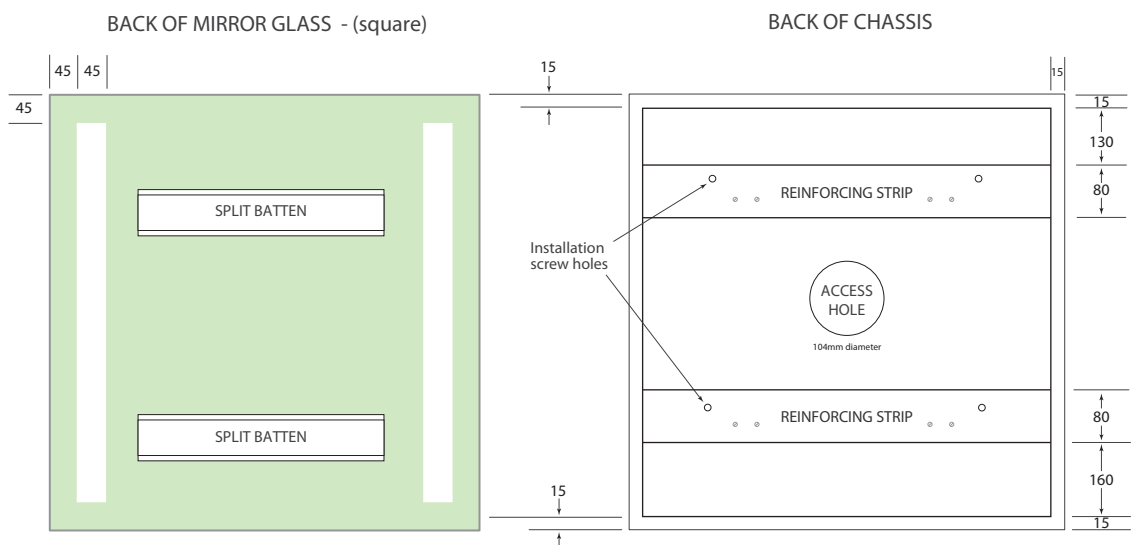 BACK OF MIRROR GLASS - (square)
45 45
45
SPLIT BATTEN
SPLIT BATTEN
BACK OF CHASSIS
15
15
15
130
80
REINFORCING STRIP
Installation
screw holes
ACCESS
HOLE
104mm diameter
REINFORCING STRIP
80
160
15
15